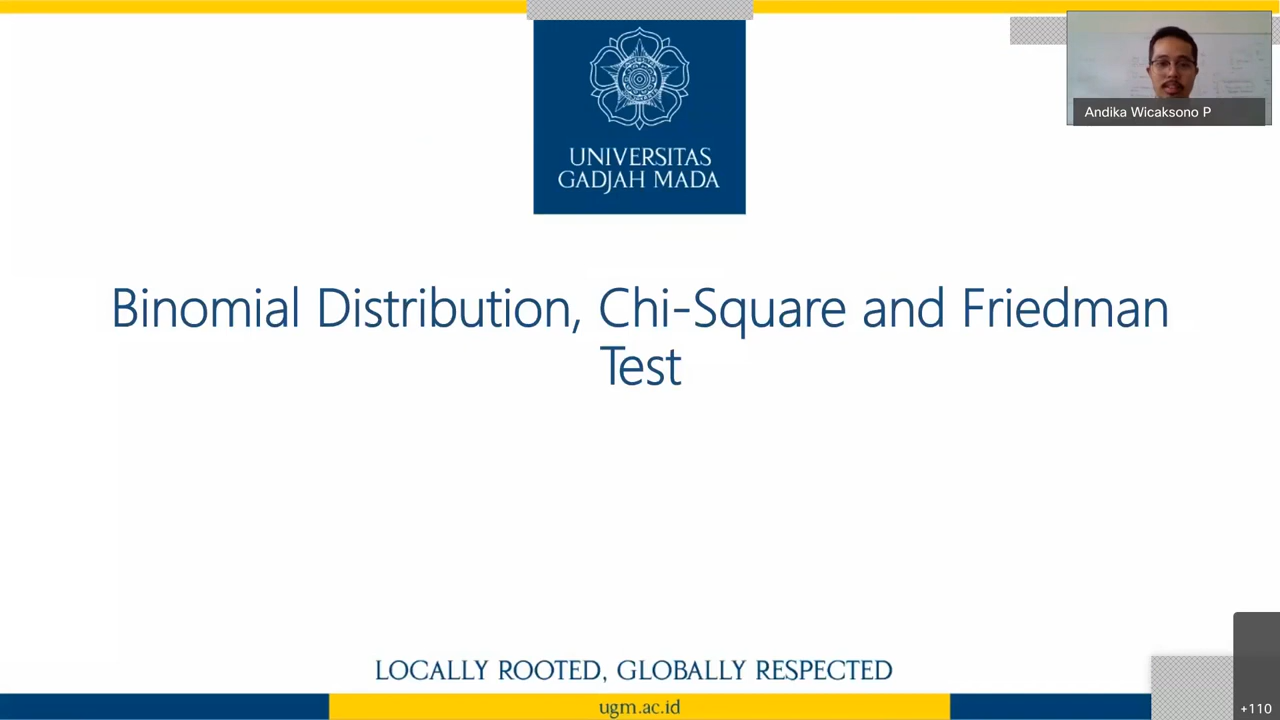 UNIVERSITAS
GADJAH MADA
Andika Wicaksono P
Binomial Distribution, Chi-Square and Friedman
Test
LOCALLY ROOTED, GLOBALLY RESPECTED
ugm.ac.id
+110